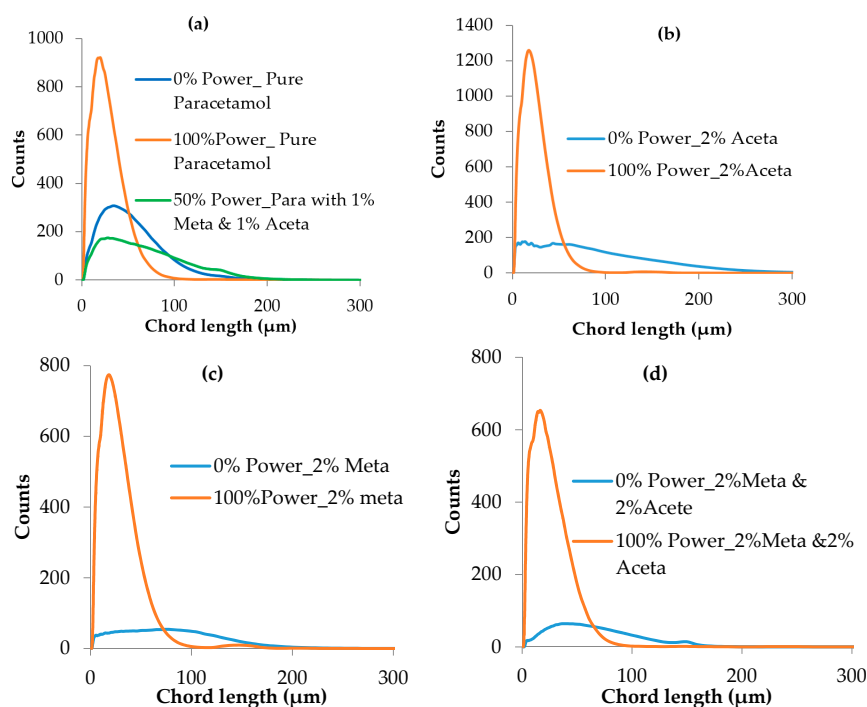 (a)
1000
800
600
400
200
0
Counts
0% Power_ Pure
Paracetamol
100%Power_ Pure
Paracetamol
50% Power_Para with 1%
Meta & 1% Aceta
0 100 200 300
Chord length (µm)
(b)
1400
1200
1000
800
600
400
200
0
Counts
0% Power_2% Aceta
100% Power_2%Aceta
0 100 200 300
Chord length (µm)
(c)
800
600
400
200
0
Counts
0% Power_2% Meta
100%Power_2% meta
0 100 200 300
Chord length (µm)
(d)
800
600
400
200
0
Counts
0% Power_2%Meta &
2%Acete
100% Power_2%Meta &2%
Aceta
0 100 200 300
Chord length (µm)